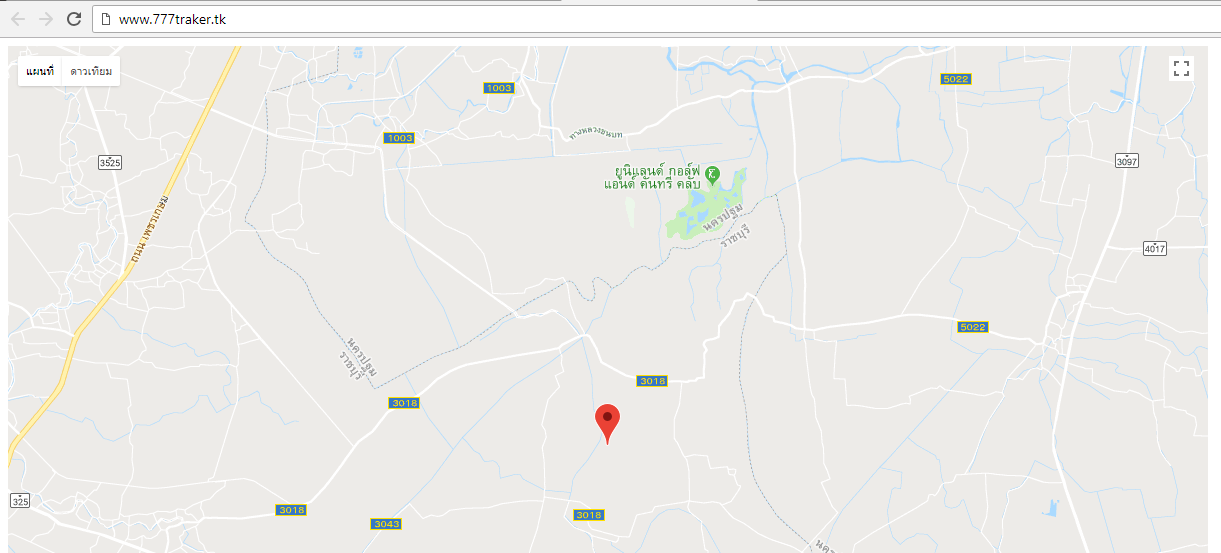 www.777traker.tk
แผนที่ ดาวเทียม
5022
1003
1003
ทางหลวงชนบท
3525
3097
ยูนิแลนด์ กอล์ฟ
แอนด์ คันทรี คลับ
นครปฐม
ราชบุรี
ถนน เพชรเกษม
4017
5022
นครปฐม
ราชบุรี
3018
3018
325
3018
3043
3018